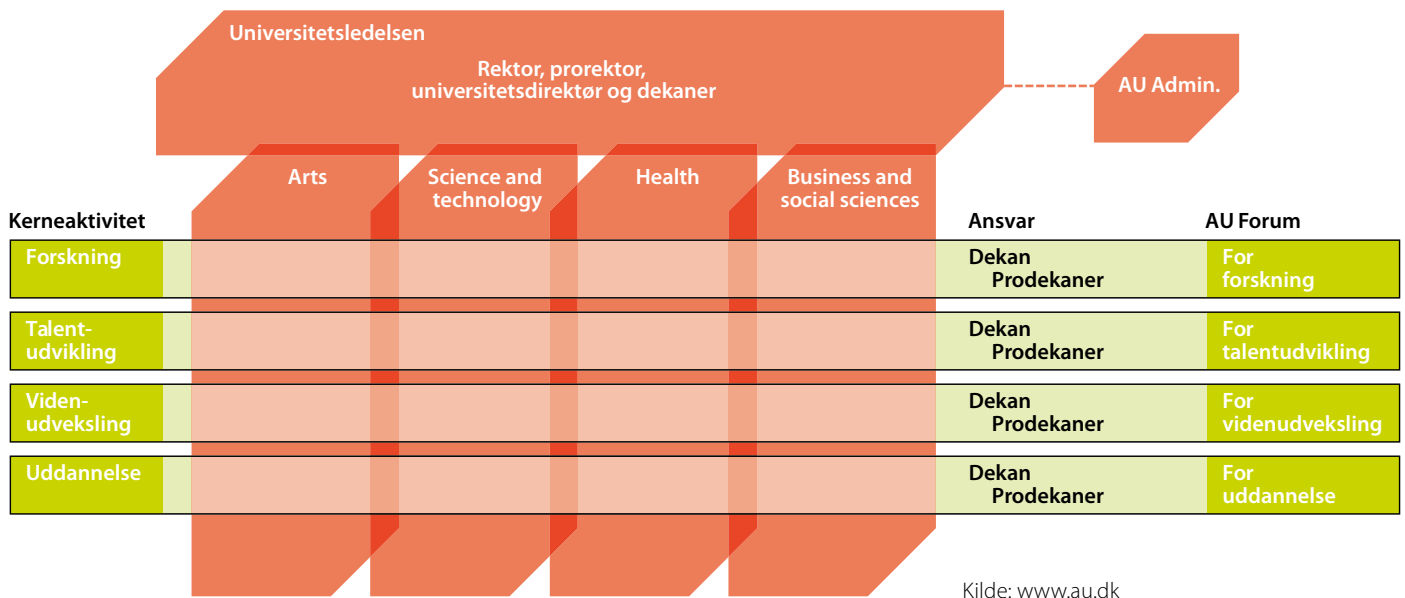 Universitetsledelsen
Rektor, prorektor,
universitetsdirektør og dekaner
AU Admin.
Arts
Science and
technology
Health
Business and
social sciences
Kerneaktivitet
Ansvar
AU Forum
Forskning
Dekan
Prodekaner
For
forskning
Talent-
udvikling
Dekan
Prodekaner
For
talentudvikling
Viden-
udveksling
Dekan
Prodekaner
For
videnudveksling
Uddannelse
Dekan
Prodekaner
For
uddannelse
Kilde: www.au.dk